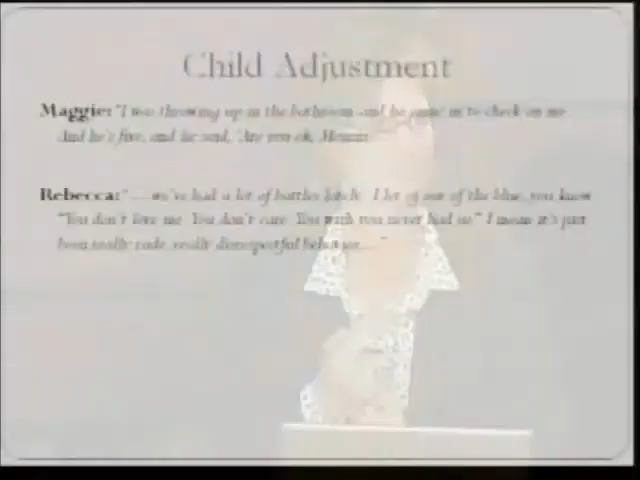 Child Adjustment
Maggie: "I was throwing up in the bathroom and he came in to check on me
And he's five, and he said, 'Are you ok, Mommy
Rebecca: "… we've had a lot of battles lately. A lot of out of the blue, you know
"You don't love me. You don't care. You wish you never had us." I mean it's just
been really rude, really disrespectful behavior…"